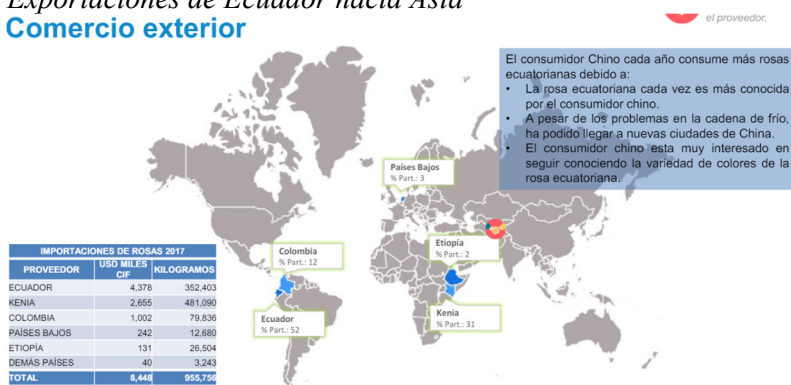 Exportaciones de Ecuador hacia Asia
Comercio exterior
el proveedor.
El consumidor Chino cada año consume más rosas
ecuatorianas debido a:
• La rosa ecuatoriana cada vez es más conocida
por el consumidor chino.
• A pesar de los problemas en la cadena de frío,
ha podido llegar a nuevas ciudades de China.
• El consumidor chino esta muy interesado en
seguir conociendo la variedad de colores de la
rosa ecuatoriana.
Países Bajos
% Part.: 3
Colombia
% Part.: 12
Etiopía
% Part.: 2
Ecuador
% Part.: 52
Kenia
% Part.: 31
IMPORTACIONES DE ROSAS 2017
PROVEEDOR USD MILES CIF KILOGRAMOS
ECUADOR 4,378 352,403
KENIA 2,655 481,090
COLOMBIA 1,002 79,836
PAÍSES BAJOS 242 12,680
ETIOPÍA 131 26,504
DEMÁS PAÍSES 40 3,243
TOTAL 8,448 955,756